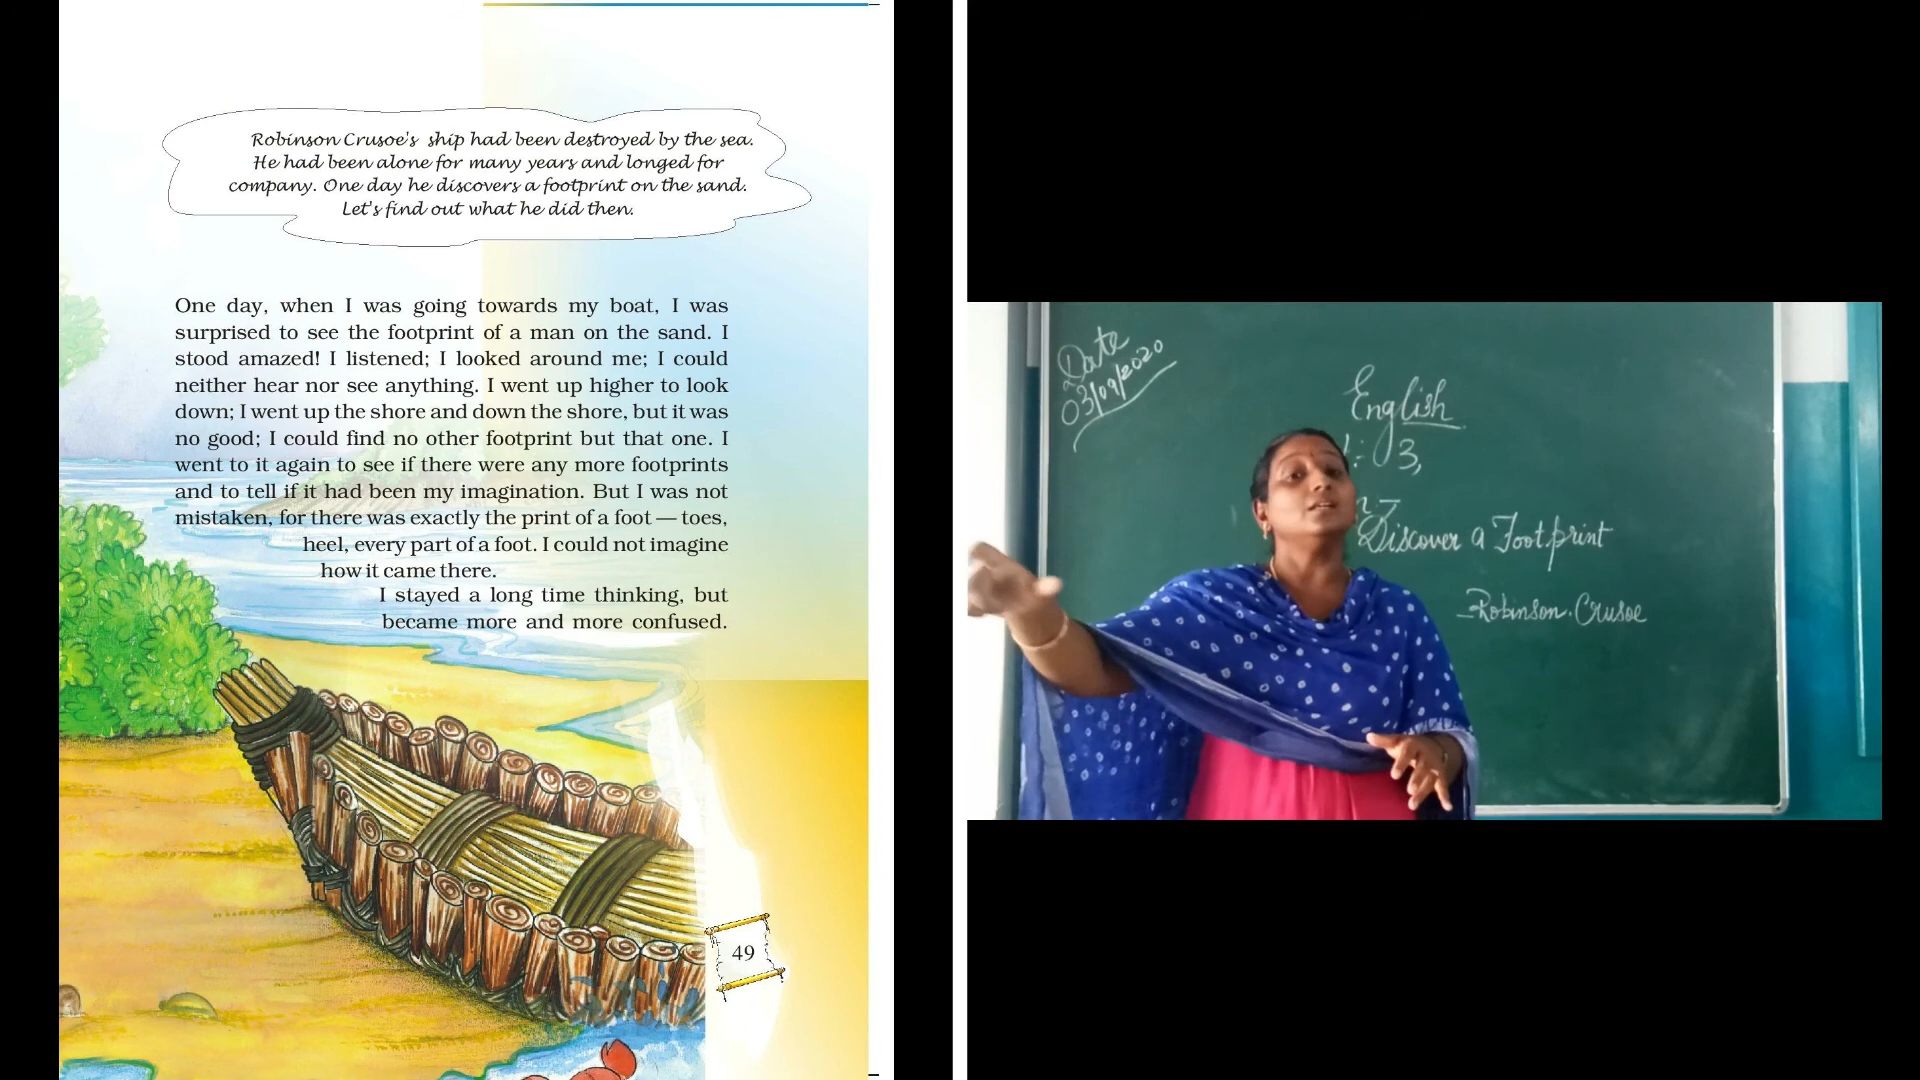 Robinson Crusoe's ship had been destroyed by the sea.
He had been alone for many years and longed for
company. One day he discovers a footprint on the sand.
Let's find out what he did then.
One day, when I was going towards my boat, I was
surprised to see the footprint of a man on the sand. I
stood amazed! I listened; I looked around me; I could
neither hear nor see anything. I went up higher to look
down; I went up the shore and down the shore, but it was
no good; I could find no other footprint but that one. I
went to it again to see if there were any more footprints
and to tell if it had been my imagination. But I was not
mistaken, for there was exactly the print of a foot — toes,
heel, every part of a foot. I could not imagine
how it came there.
I stayed a long time thinking, but
became more and more confused.
49
Date
03/09/2020
English
3,
Discover a Footprint
- Robinson. Crusoe